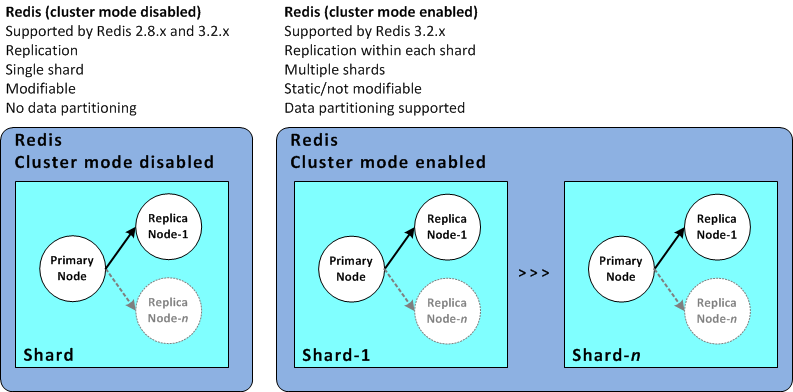 Redis (cluster mode disabled)
Supported by Redis 2.8.x and 3.2.x
Replication
Single shard
Modifiable
No data partitioning
Redis (cluster mode enabled)
Supported by Redis 3.2.x
Replication within each shard
Multiple shards
Static/not modifiable
Data partitioning supported
Redis
Cluster mode disabled
Replica
Node-1
Primary
Node
Replica
Node-n
Shard
Redis
Cluster mode enabled
Replica
Node-1
Primary
Node
Replica
Node-n
Shard-1
>>>
Replica
Node-1
Primary
Node
Replica
Node-n
Shard-n